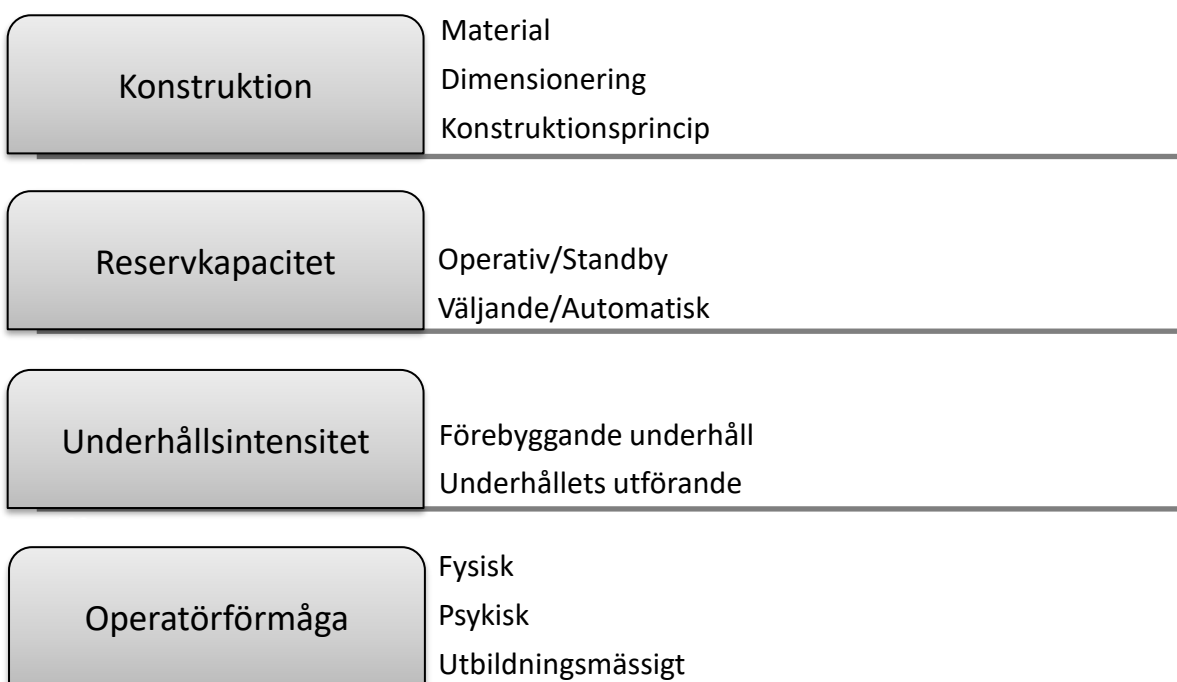 Konstruktion
Material
Dimensionering
Konstruktionsprincip
Reservkapacitet
Operativ/Standby
Väljande/Automatisk
Underhållsintensitet
Förebyggande underhåll
Underhållets utförande
Operatörförmåga
Fysisk
Psykisk
Utbildningsmässigt